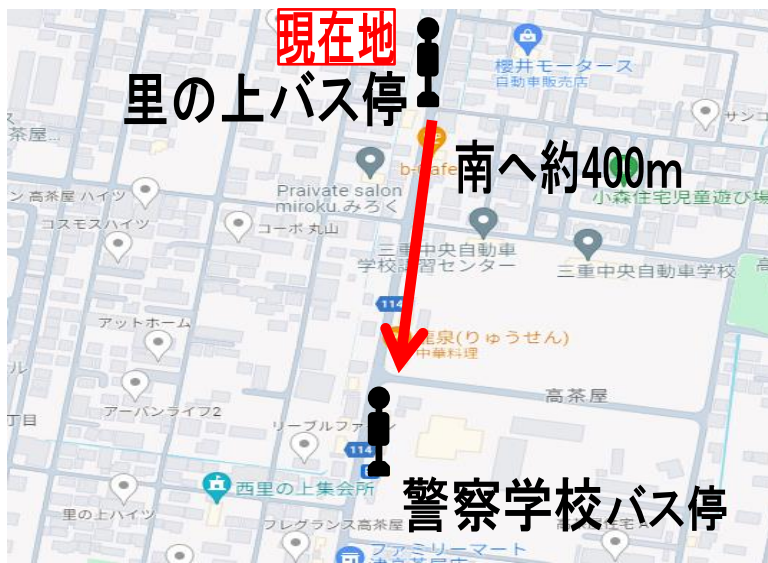 現在地
里の上バス停
櫻井モータース
自動車販売店
サンコ
ス
茶屋...
b-Cafe
南へ約400m
小森住宅児童遊び場
Praivate salon
miroku.みろく
ン 高茶屋 ハイツ
コスモスハイツ
コーポ 丸山
三重中央自動車
学校講習センター
三重中央自動車学校
高
114
アットホーム
龍泉(りゅうせん)
中華料理
ル
高茶屋
アーバンライフ2
丁目
リーブルファ
114
西里の上集会所
警察学校バス停
里の上ハイツ
フレグランス高茶屋
ファミリーマート